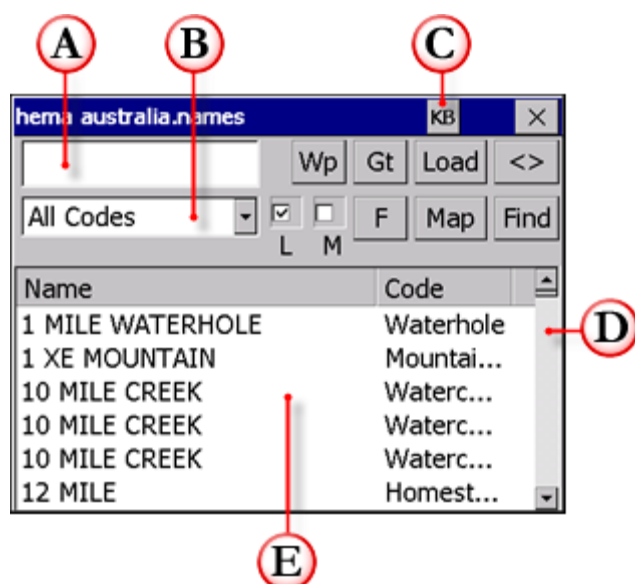 A B C
hema australia.names KB ×
Wp Gt Load <>
All Codes L M F Map Find
Name Code
1 MILE WATERHOLE Waterhole
1 XE MOUNTAIN Mountai...
10 MILE CREEK Waterc...
10 MILE CREEK Waterc...
10 MILE CREEK Waterc...
12 MILE Homest...
D
E